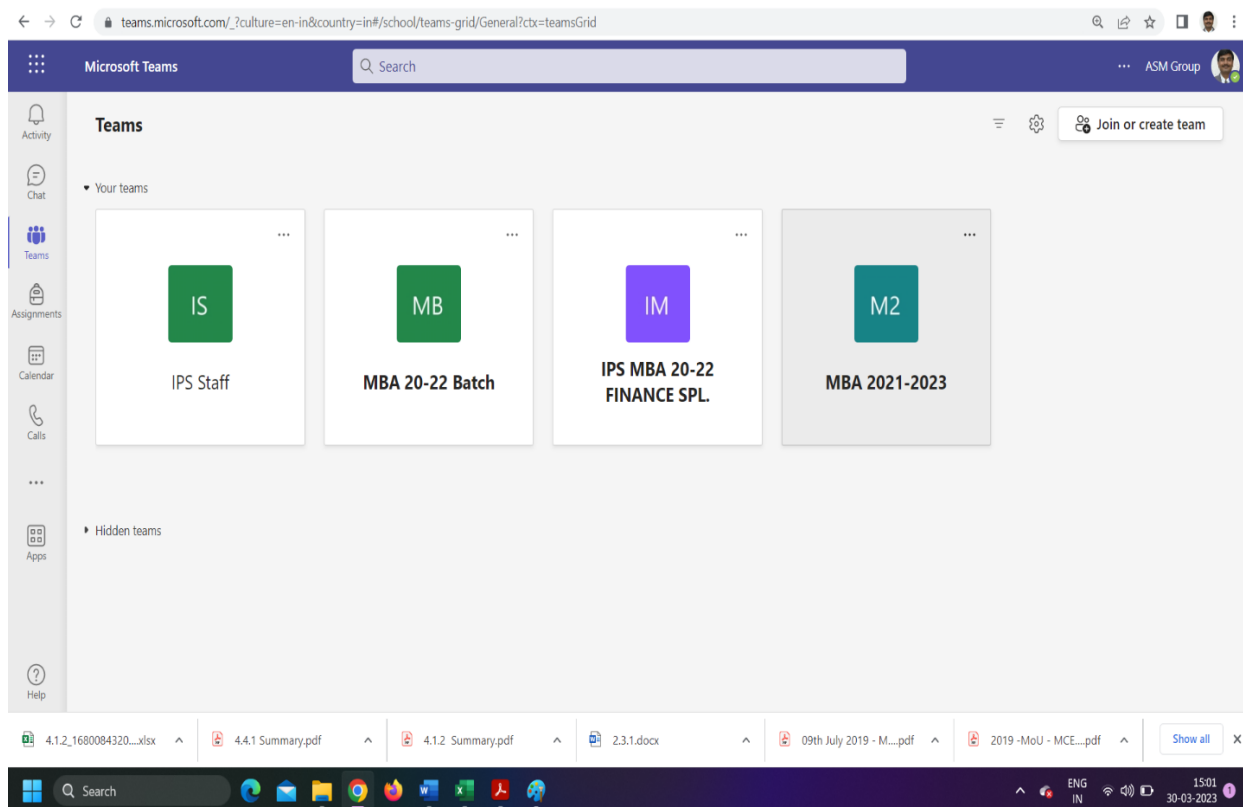 teams.microsoft.com/_?culture=en-in&country=in#/school/teams-grid/General?ctx=teamsGrid
Microsoft Teams
Search
ASM Group
Activity
Chat
Teams
Assignments
Calendar
Calls
Apps
Help
Teams
Join or create team
Your teams
IS
IPS Staff
MB
MBA 20-22 Batch
IM
IPS MBA 20-22
FINANCE SPL.
M2
MBA 2021-2023
Hidden teams
4.1.2_1680084320....xlsx
4.4.1 Summary.pdf
4.1.2 Summary.pdf
2.3.1.docx
09th July 2019 - M....pdf
2019 -MoU - MCE....pdf
Show all
Search
ENG
IN
15:01
30-03-2023
1